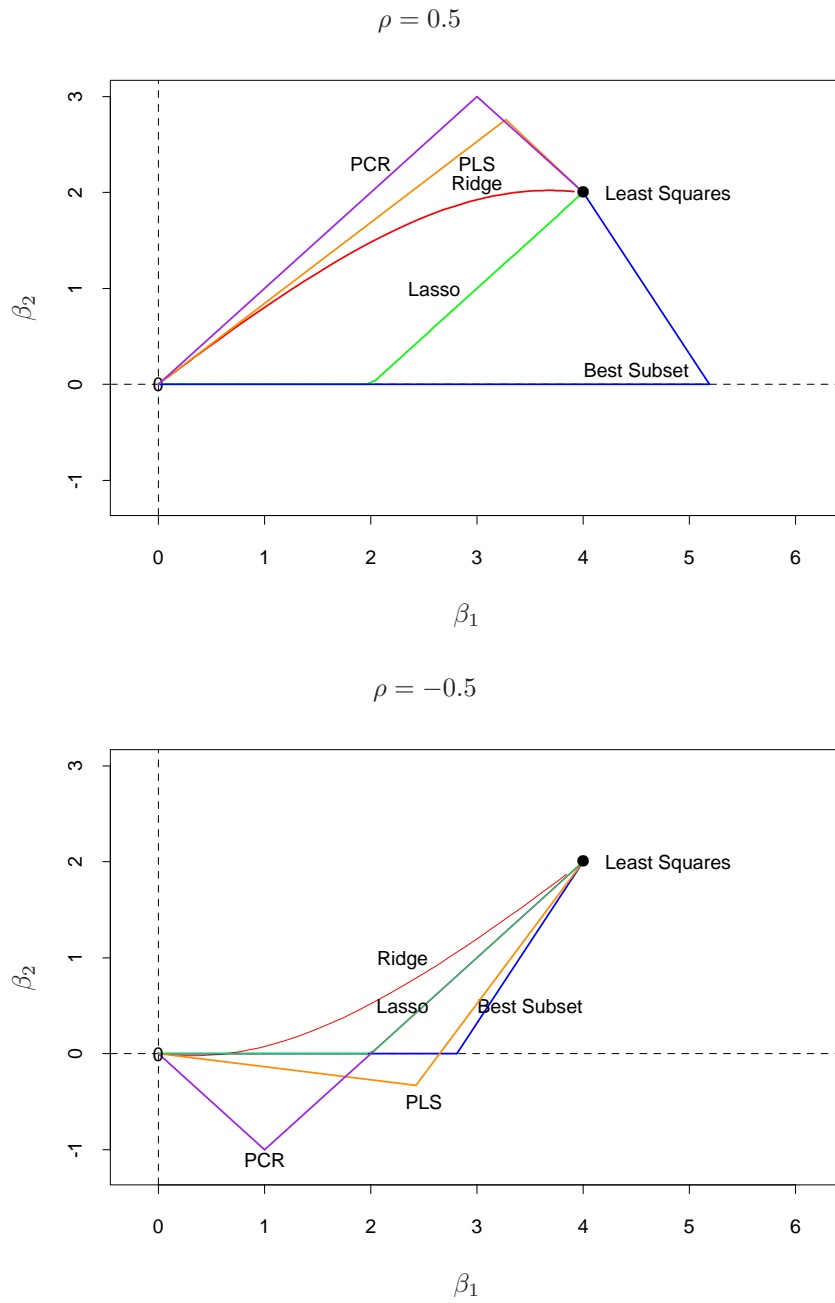 ρ = 0.5
3
PCR
PLS
Ridge
2
Least Squares
β₂
Lasso
1
Best Subset
0
0
-1
0 1 2 3 4 5 6
β₁
ρ = −0.5
3
2
Least Squares
β₂
Ridge
1
Lasso
Best Subset
0
0
PLS
-1
PCR
0 1 2 3 4 5 6
β₁